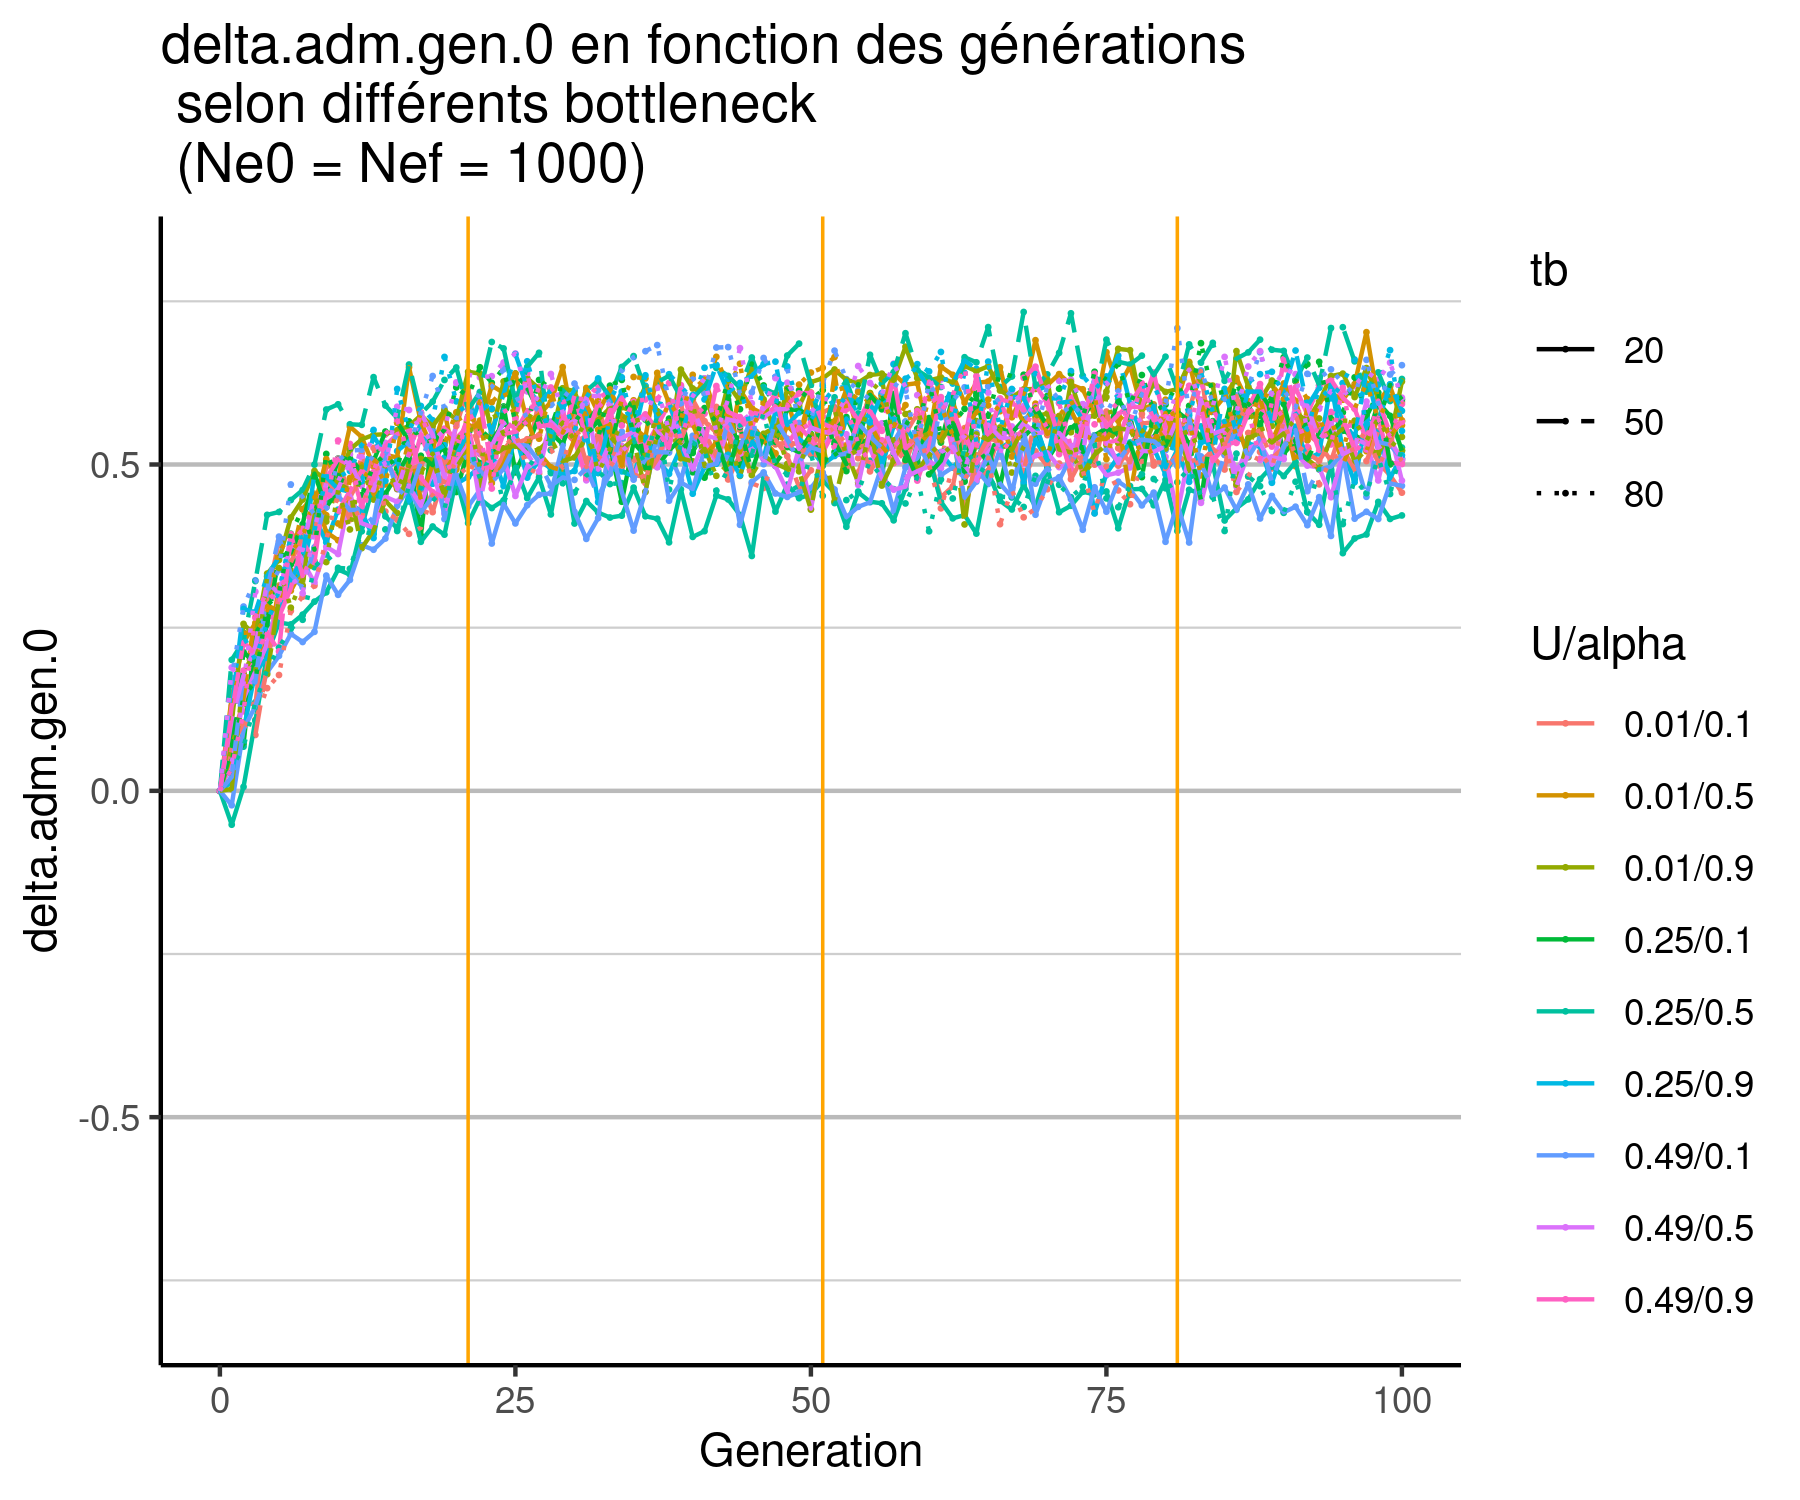 delta.adm.gen.0 en fonction des générations
selon différents bottleneck
(Ne0 = Nef = 1000)
delta.adm.gen.0
0.5
0.0
-0.5
0
25
50
75
100
Generation
tb
20
50
80
U/alpha
0.01/0.1
0.01/0.5
0.01/0.9
0.25/0.1
0.25/0.5
0.25/0.9
0.49/0.1
0.49/0.5
0.49/0.9